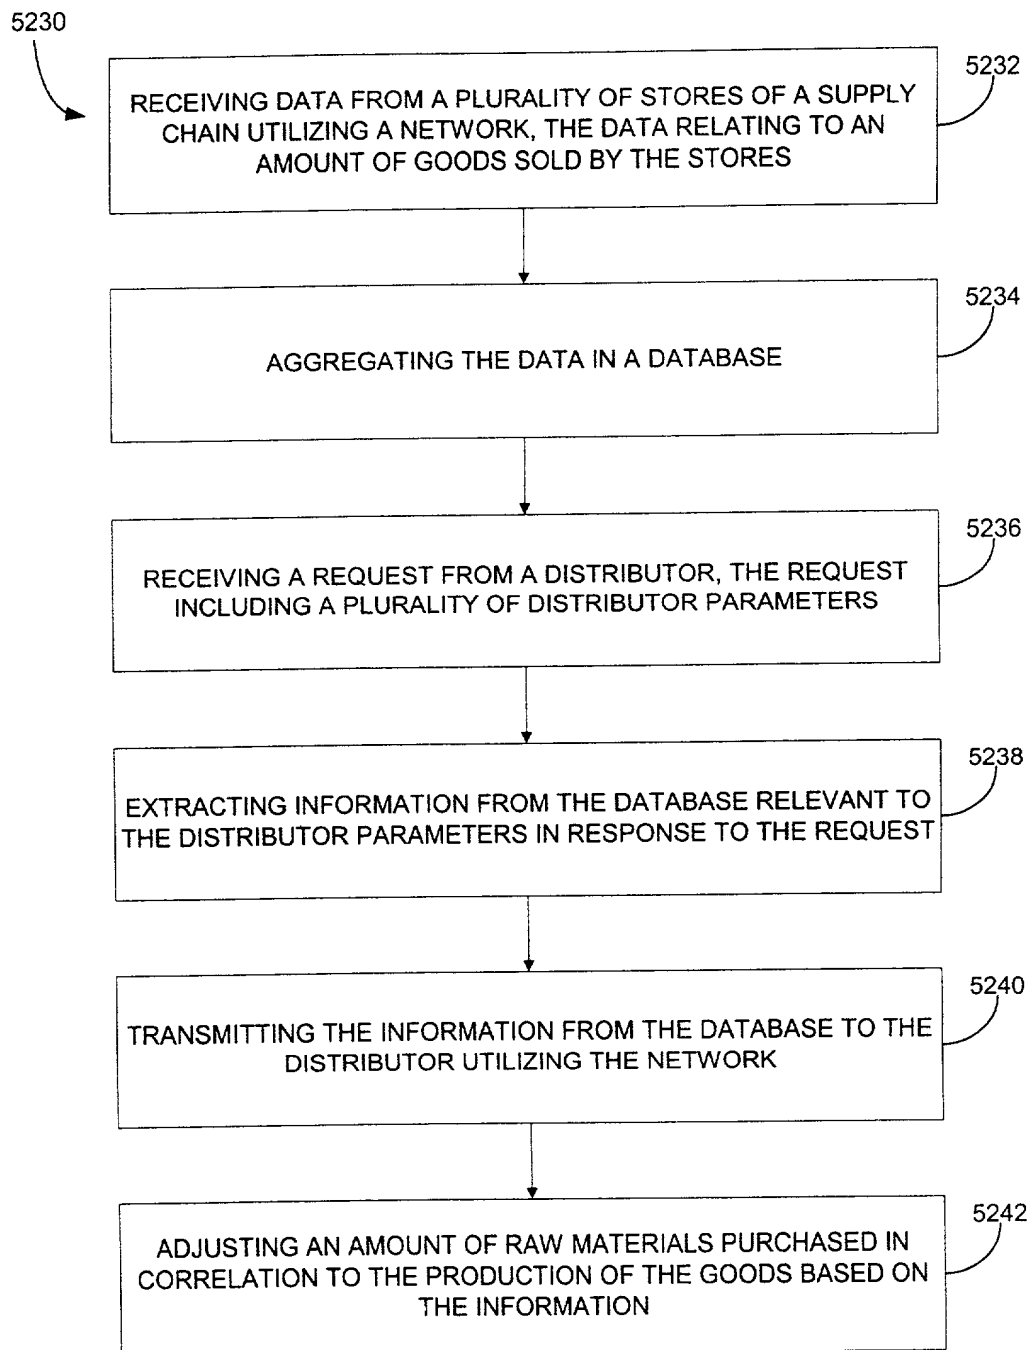 5230
5232
RECEIVING DATA FROM A PLURALITY OF STORES OF A SUPPLY
CHAIN UTILIZING A NETWORK, THE DATA RELATING TO AN
AMOUNT OF GOODS SOLD BY THE STORES
5234
AGGREGATING THE DATA IN A DATABASE
5236
RECEIVING A REQUEST FROM A DISTRIBUTOR, THE REQUEST
INCLUDING A PLURALITY OF DISTRIBUTOR PARAMETERS
5238
EXTRACTING INFORMATION FROM THE DATABASE RELEVANT TO
THE DISTRIBUTOR PARAMETERS IN RESPONSE TO THE REQUEST
5240
TRANSMITTING THE INFORMATION FROM THE DATABASE TO THE
DISTRIBUTOR UTILIZING THE NETWORK
5242
ADJUSTING AN AMOUNT OF RAW MATERIALS PURCHASED IN
CORRELATION TO THE PRODUCTION OF THE GOODS BASED ON
THE INFORMATION